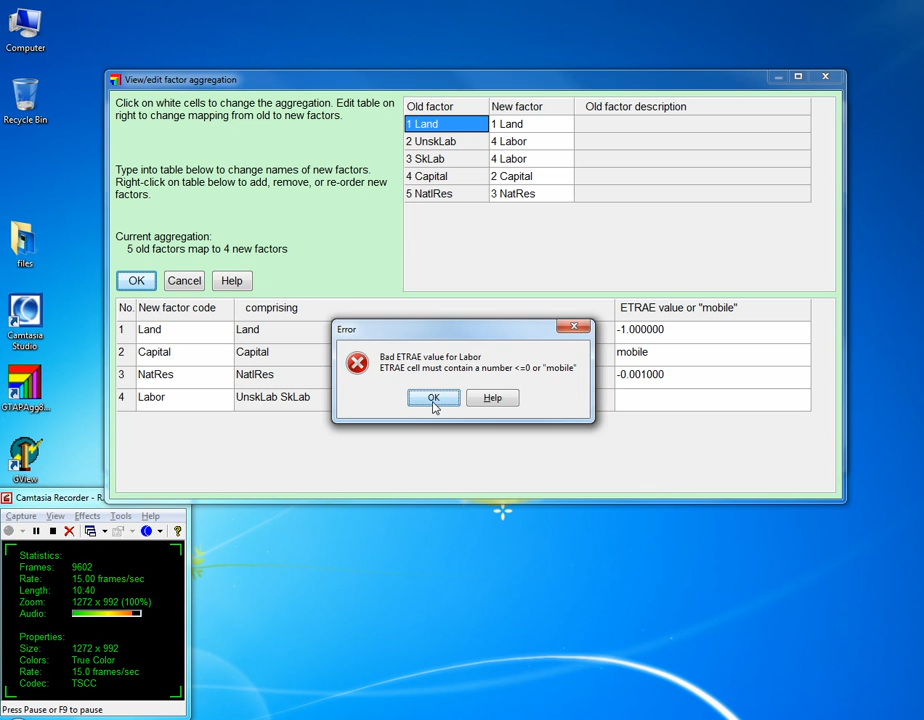 Computer
Recycle Bin
files
Camtasia
Studio
GTAPAgg8...
GView
View/edit factor aggregation
Click on white cells to change the aggregation. Edit table on
right to change mapping from old to new factors.
Type into table below to change names of new factors.
Right-click on table below to add, remove, or re-order new
factors.
Current aggregation:
5 old factors map to 4 new factors
OK Cancel Help
Old factor New factor Old factor description
1 Land 1 Land
2 UnskLab 4 Labor
3 SkLab 4 Labor
4 Capital 2 Capital
5 NatlRes 3 NatRes
No. New factor code comprising ETRAE value or "mobile"
1 Land Land -1.000000
2 Capital Capital mobile
3 NatRes NatlRes -0.001000
4 Labor UnskLab SkLab
Error
Bad ETRAE value for Labor
ETRAE cell must contain a number <=0 or "mobile"
OK Help
Camtasia Recorder - R
Capture View Effects Tools Help
Statistics:
Frames: 9602
Rate: 15.00 frames/sec
Length: 10:40
Zoom: 1272 x 992 (100%)
Audio:
Properties:
Size: 1272 x 992
Colors: True Color
Rate: 15.0 frames/sec
Codec: TSCC
Press Pause or F9 to pause